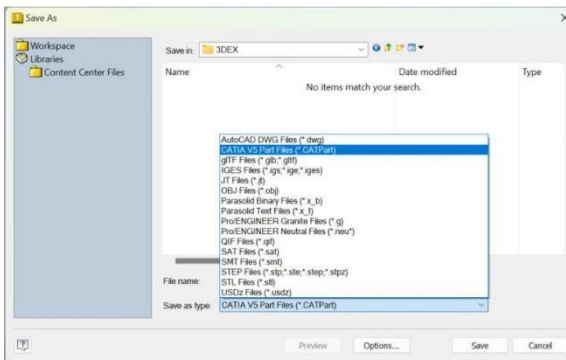 Save As
Workspace
Libraries
Content Center Files
Save in: 3DEX
Name Date modified Type
No items match your search.
AutoCAD DWG Files (*.dwg)
CATIA V5 Part Files (*.CATPart)
glTF Files (*.glb;*.gltf)
IGES Files (*.igs;*.ige;*.iges)
JT Files (*.jt)
OBJ Files (*.obj)
Parasolid Binary Files (*.x_b)
Parasolid Text Files (*.x_t)
Pro/ENGINEER Granite Files (*.g)
Pro/ENGINEER Neutral Files (*.neu*)
QIF Files (*.qif)
SAT Files (*.sat)
SMT Files (*.smt)
STEP Files (*.stp;*.ste;*.step;*.stpz)
STL Files (*.stl)
USDz Files (*.usdz)
File name:
Save as type: CATIA V5 Part Files (*.CATPart)
Preview Options... Save Cancel